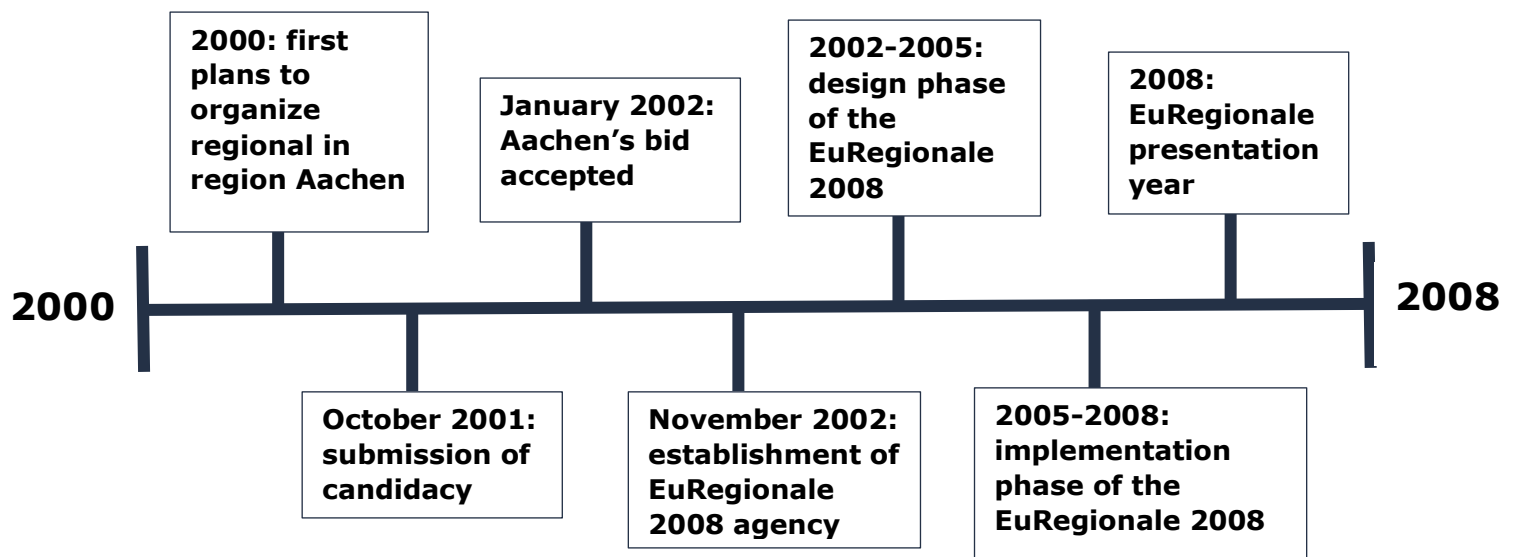 2000: first
plans to
organize
regional in
region Aachen
January 2002:
Aachen’s bid
accepted
2002-2005:
design phase
of the
EuRegionale
2008
2008:
EuRegionale
presentation
year
2000
2008
October 2001:
submission of
candidacy
November 2002:
establishment of
EuRegionale
2008 agency
2005-2008:
implementation
phase of the
EuRegionale 2008